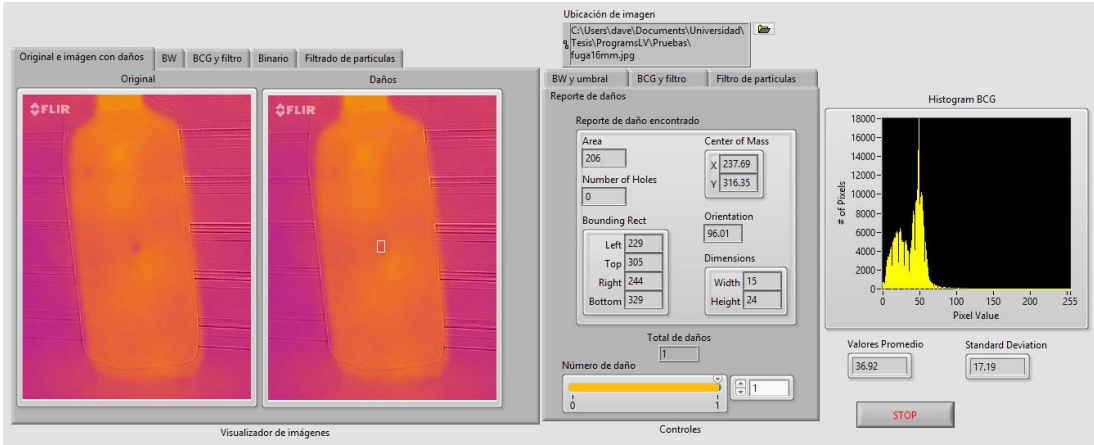 Ubicación de imagen
C:\Users\dave\Documents\Universidad\
Tesis\ProgramsLV\Pruebas\
fuga16mm.jpg
Original e imágen con daños BW BCG y filtro Binario Filtrado de particulas
Original Daños
FLIR FLIR
Visualizador de imágenes
BW y umbral BCG y filtro Filtro de particulas
Reporte de daños
Reporte de daño encontrado
Area
206
Number of Holes
0
Bounding Rect
Left 229
Top 305
Right 244
Bottom 329
Center of Mass
X 237.69
Y 316.35
Orientation
96.01
Dimensions
Width 15
Height 24
Total de daños
1
Número de daño
0 1
1
Controles
Histogram BCG
# of Pixels
18000
16000
14000
12000
10000
8000
6000
4000
2000
0
0 50 100 150 200 255
Pixel Value
Valores Promedio Standard Deviation
36.92 17.19
STOP